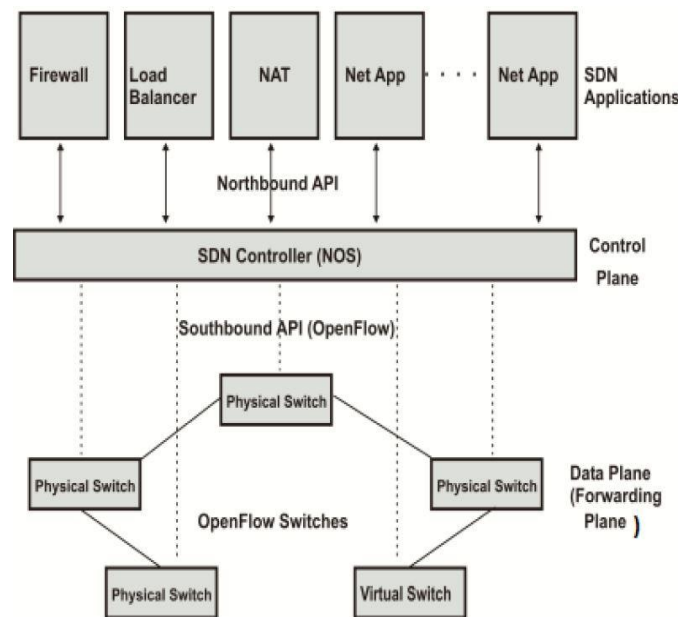 Firewall
Load
Balancer
NAT
Net App
. . . .
Net App
SDN
Applications
Northbound API
SDN Controller (NOS)
Control
Plane
Southbound API (OpenFlow)
Physical Switch
Physical Switch
Physical Switch
Data Plane
(Forwarding
Plane )
OpenFlow Switches
Physical Switch
Virtual Switch